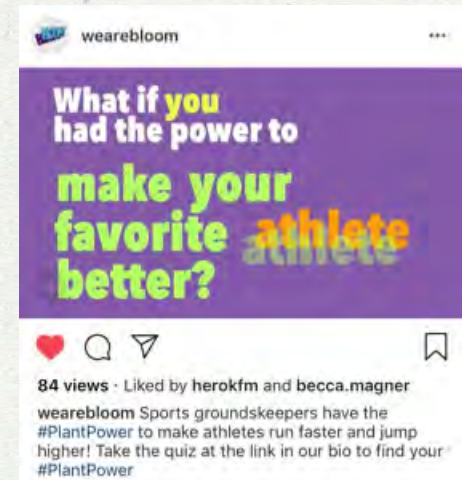 wearebloom
What if you
had the power to
make your
favorite athlete
better?
84 views · Liked by herokfm and becca.magner
wearebloom Sports groundskeepers have the
#PlantPower to make athletes run faster and jump
higher! Take the quiz at the link in our bio to find your
#PlantPower